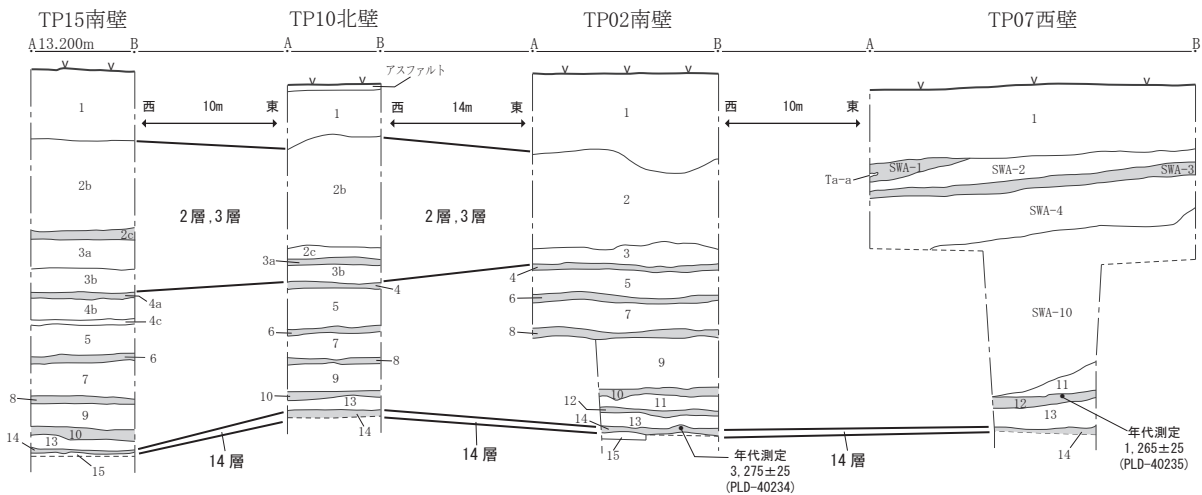 TP15南壁
TP10北壁
TP02南壁
TP07西壁
A 13.200m B
A B
A B
A B
アスファルト
西 10m 東
西 14m 東
西 10m 東
1
2b
2c
3a
3b
4a
4b
4c
5
6
7
8
9
10
13
14
15
2層,3層
14層
1
2b
2c
3a
3b
4
5
6
7
8
9
10
13
14
2層,3層
14層
1
2
3
4
5
6
7
8
9
10
11
12
13
14
15
年代測定
3,275±25
(PLD-40234)
14層
1
SWA-1
SWA-2
SWA-3
Ta-a
SWA-4
SWA-10
11
12
13
14
年代測定
1,265±25
(PLD-40235)